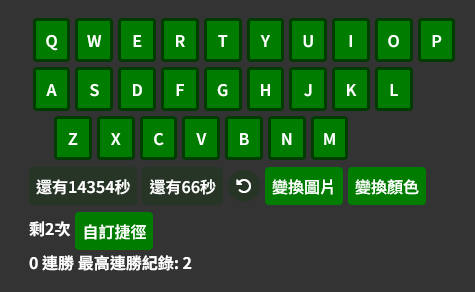 Q W E R T Y U I O P
A S D F G H J K L
Z X C V B N M
還有14354秒 還有66秒 變換圖片 變換顏色
剩2次 自訂捷徑
0 連勝 最高連勝紀錄: 2